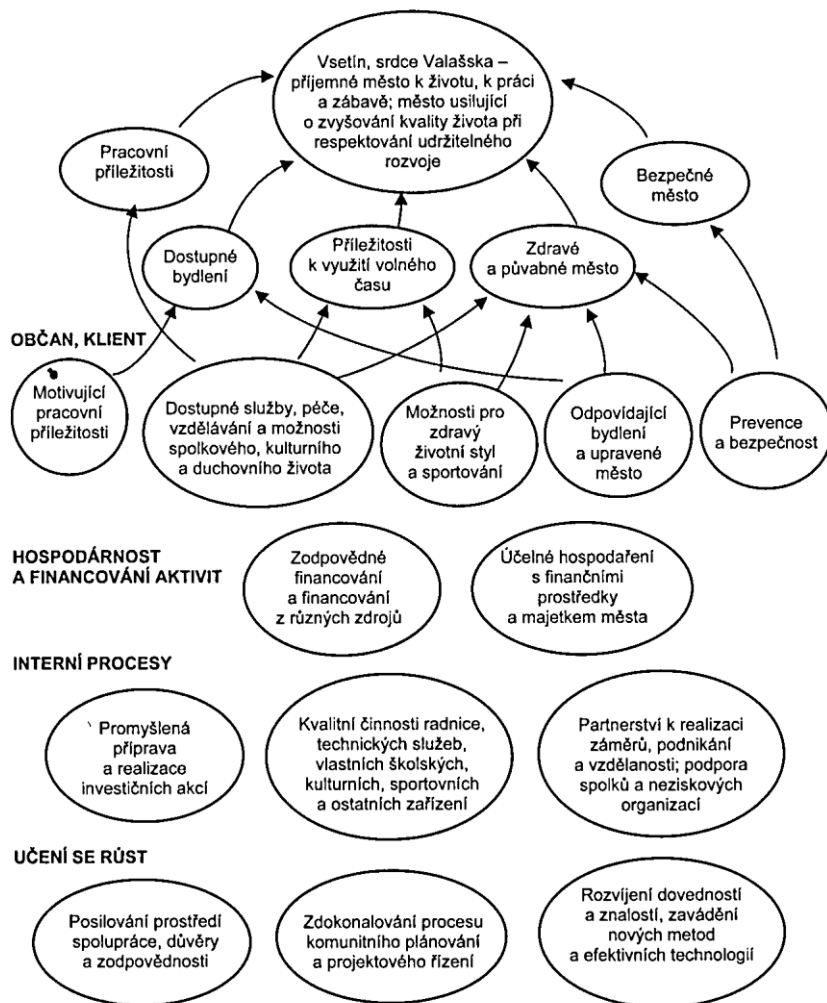 Vsetín, srdce Valašska –
příjemné město k životu, k práci
a zábavě; město usilující
o zvyšování kvality života při
respektování udržitelného
rozvoje
Pracovní
příležitosti
Bezpečné
město
Dostupné
bydlení
Příležitosti
k využití volného
času
Zdravé
a půvabné město
OBČAN, KLIENT
Motivující
pracovní
příležitosti
Dostupné služby, péče,
vzdělávání a možnosti
spolkového, kulturního
a duchovního života
Možnosti pro
zdravý
životní styl
a sportování
Odpovídající
bydlení
a upravené
město
Prevence
a bezpečnost
HOSPODÁRNOST
A FINANCOVÁNÍ AKTIVIT
Zodpovědné
financování
a financování
z různých zdrojů
Účelné hospodaření
s finančními
prostředky
a majetkem města
INTERNÍ PROCESY
Promyšlená
příprava
a realizace
investičních akcí
Kvalitní činnosti radnice,
technických služeb,
vlastních školských,
kulturních, sportovních
a ostatních zařízení
Partnerství k realizaci
záměrů, podnikání
a vzdělanosti; podpora
spolků a neziskových
organizací
UČENÍ SE RŮST
Posilování prostředí
spolupráce, důvěry
a zodpovědnosti
Zdokonalování procesu
komunitního plánování
a projektového řízení
Rozvíjení dovedností
a znalostí, zavádění
nových metod
a efektivních technologií